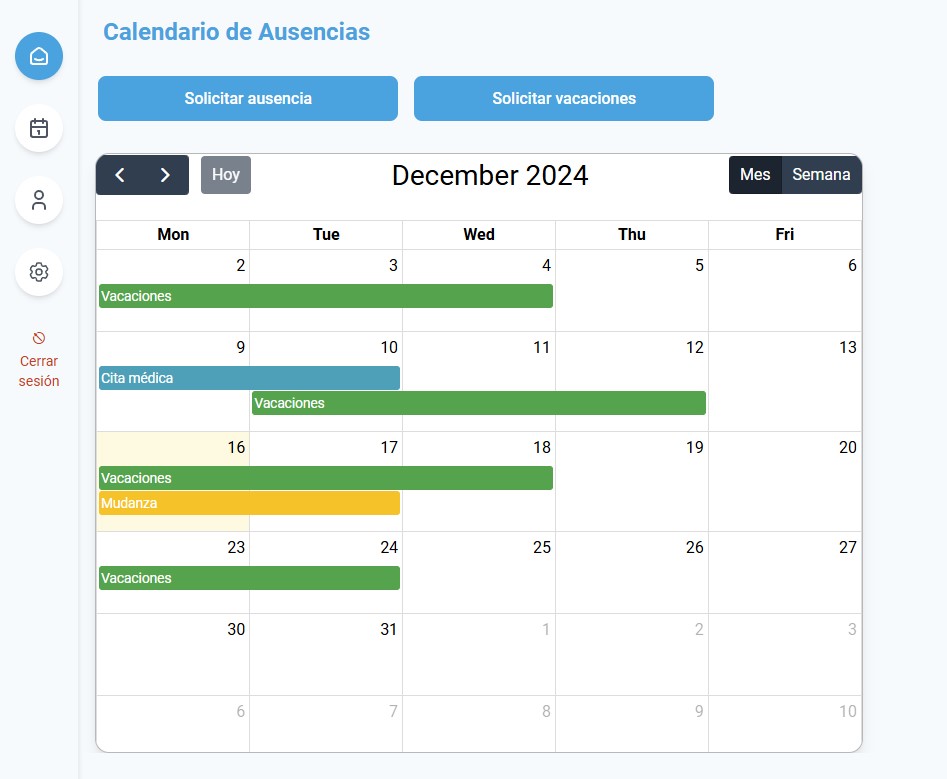 Calendario de Ausencias
Solicitar ausencia Solicitar vacaciones
Hoy December 2024 Mes Semana
Mon Tue Wed Thu Fri
2 3 4 5 6
Vacaciones
9 10 11 12 13
Cita médica
Vacaciones
16 17 18 19 20
Vacaciones
Mudanza
23 24 25 26 27
Vacaciones
30 31 1 2 3
6 7 8 9 10
Cerrar
sesión